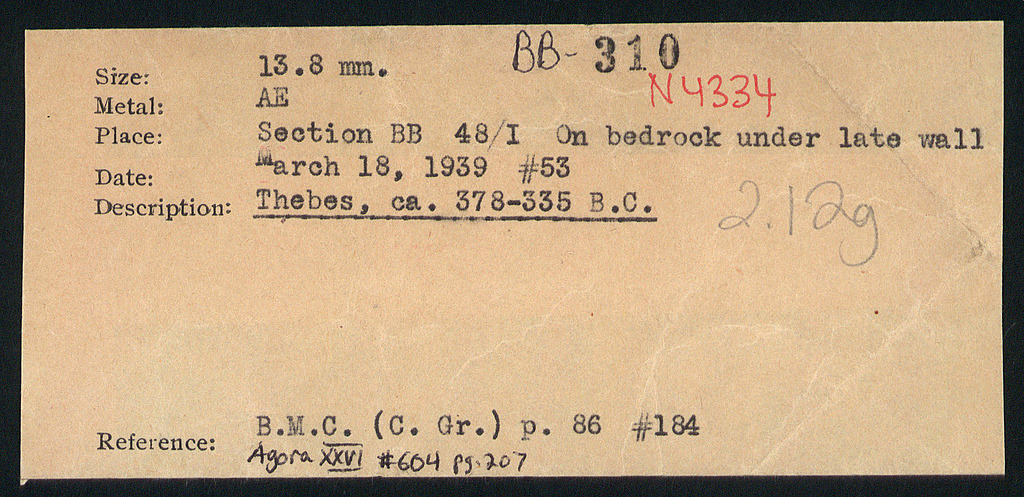 BB-310
N4334
Size: 13.8 mm.
Metal: AE
Place: Section BB 48/I On bedrock under late wall
Date: March 18, 1939 #53
Description: Thebes, ca. 378-335 B.C.
2.12g
Reference: B.M.C. (C. Gr.) p. 86 #184
Agora XXVI #604 pg.207